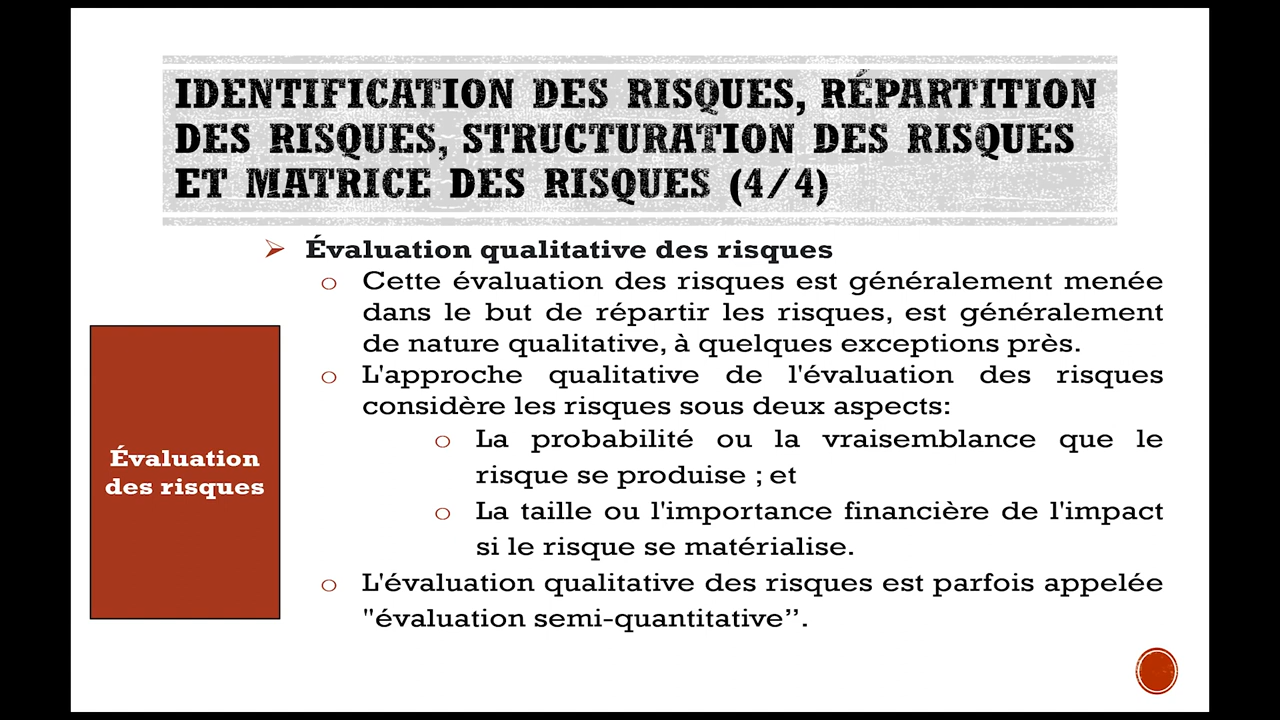 IDENTIFICATION DES RISQUES, RÉPARTITION
DES RISQUES, STRUCTURATION DES RISQUES
ET MATRICE DES RISQUES (4/4)
Évaluation
des risques
Évaluation qualitative des risques
Cette évaluation des risques est généralement menée
dans le but de répartir les risques, est généralement
de nature qualitative, à quelques exceptions près.
L'approche qualitative de l'évaluation des risques
considère les risques sous deux aspects:
La probabilité ou la vraisemblance que le
risque se produise ; et
La taille ou l'importance financière de l'impact
si le risque se matérialise.
L'évaluation qualitative des risques est parfois appelée
"évaluation semi-quantitative’’.